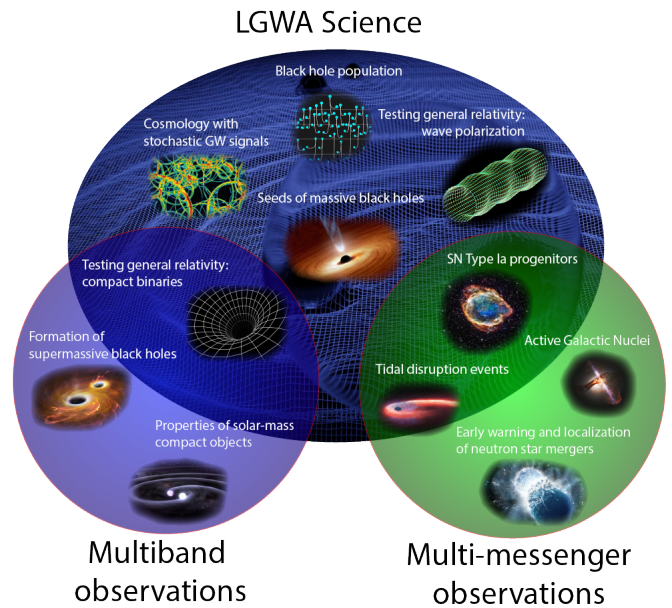 LGWA Science
Black hole population
Cosmology with
stochastic GW signals
Testing general relativity:
wave polarization
Seeds of massive black holes
Testing general relativity:
compact binaries
SN Type Ia progenitors
Formation of
supermassive black holes
Active Galactic Nuclei
Tidal disruption events
Properties of solar-mass
compact objects
Early warning and localization
of neutron star mergers
Multiband
observations
Multi-messenger
observations